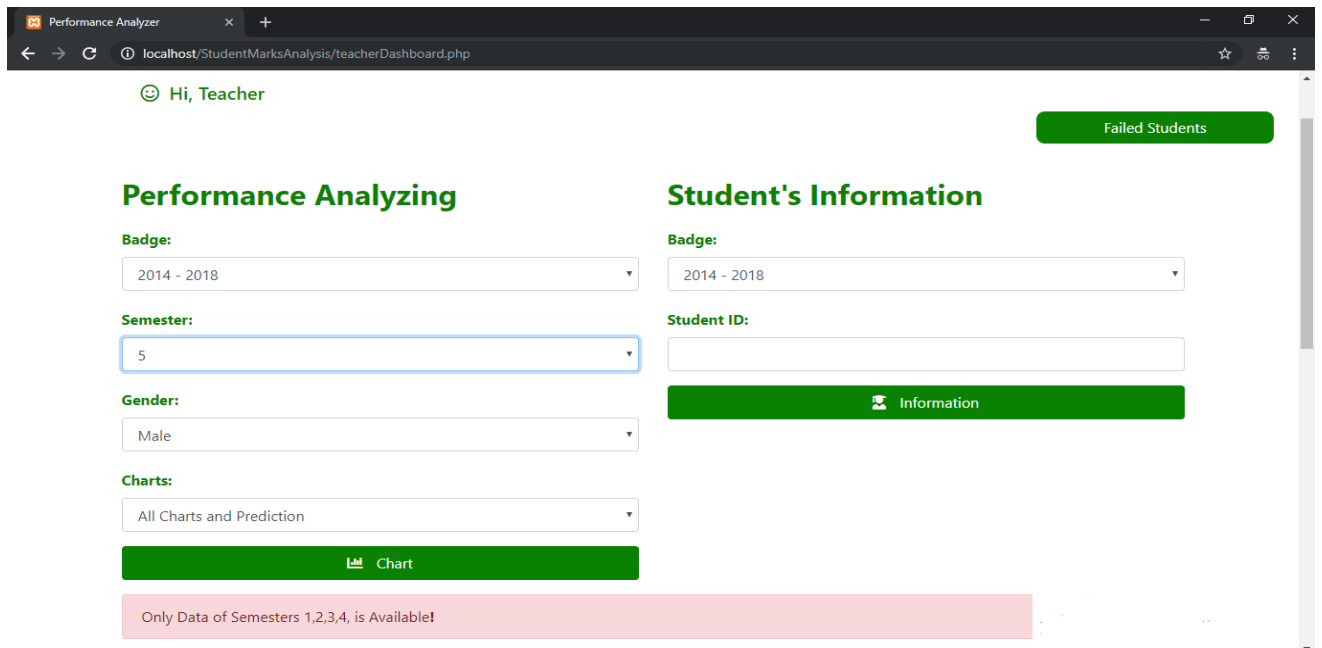 Performance Analyzer
localhost/StudentMarksAnalysis/teacherDashboard.php
Hi, Teacher
Failed Students
Performance Analyzing
Badge:
2014 - 2018
Semester:
5
Gender:
Male
Charts:
All Charts and Prediction
Chart
Only Data of Semesters 1,2,3,4, is Available!
Student's Information
Badge:
2014 - 2018
Student ID:
Information